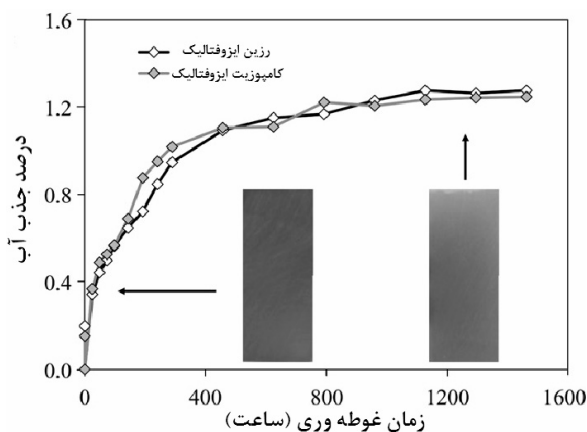 1.6
رزین ایزوفتالیک
کامپوزیت ایزوفتالیک
1.2
0.8
0.4
0.0
درصد جذب آب
0 400 800 1200 1600
زمان غوطه وری (ساعت)